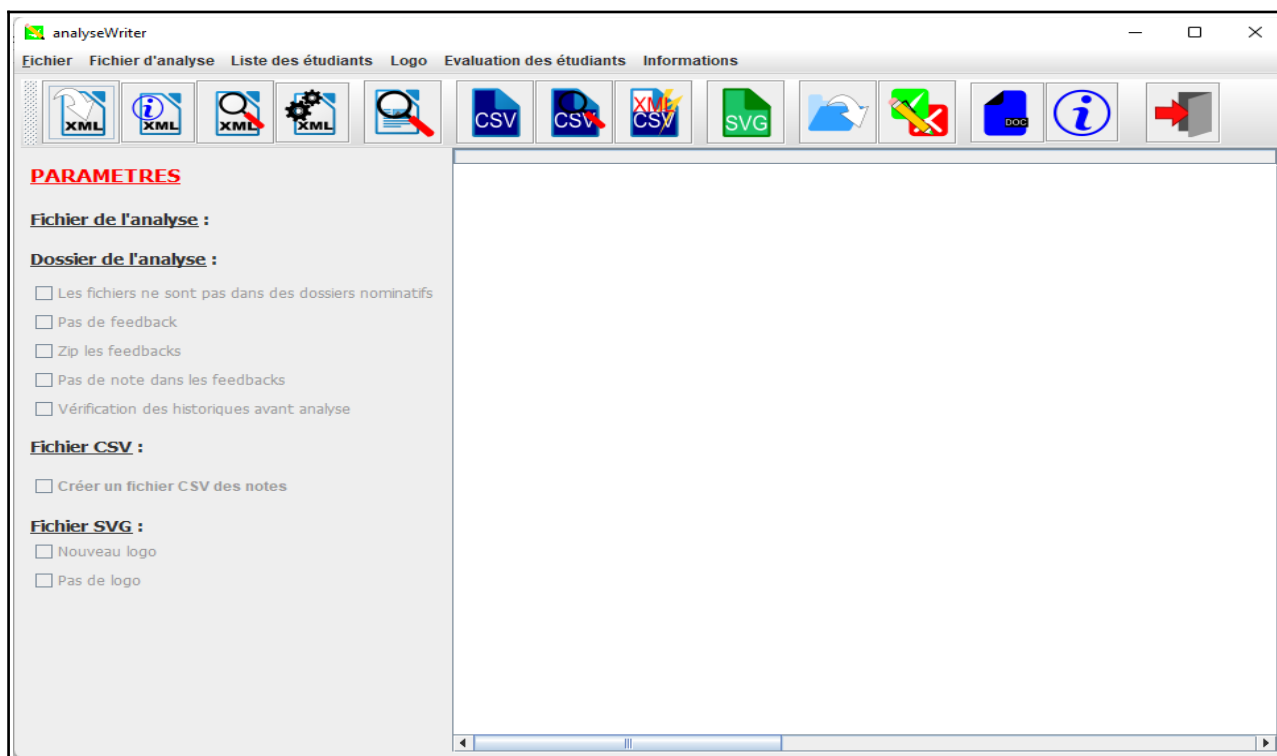 analyseWriter
Fichier Fichier d'analyse Liste des étudiants Logo Evaluation des étudiants Informations
XML XML XML XML CSV CSV XML CSV SVG DOC
PARAMETRES
Fichier de l'analyse :
Dossier de l'analyse :
Les fichiers ne sont pas dans des dossiers nominatifs
Pas de feedback
Zip les feedbacks
Pas de note dans les feedbacks
Vérification des historiques avant analyse
Fichier CSV :
Créer un fichier CSV des notes
Fichier SVG :
Nouveau logo
Pas de logo